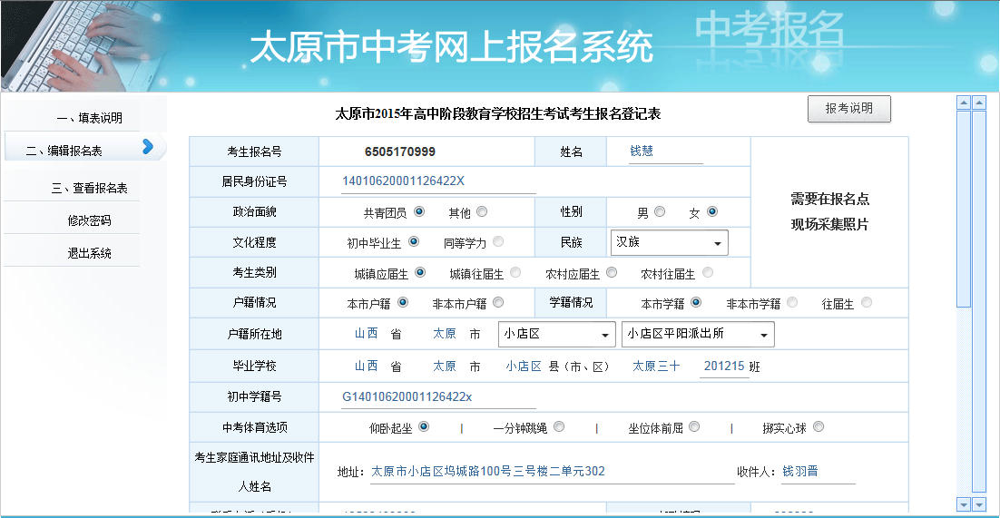 太原市中考网上报名系统
中考报名
一、填表说明
二、编辑报名表
三、查看报名表
修改密码
退出系统
太原市2015年高中阶段教育学校招生考试考生报名登记表
报考说明
考生报名号 6505170999 姓名 钱慧
居民身份证号 14010620001126422X
政治面貌 共青团员 其他 性别 男 女
需要在报名点
现场采集照片
文化程度 初中毕业生 同等学力 民族 汉族
考生类别 城镇应届生 城镇往届生 农村应届生 农村往届生
户籍情况 本市户籍 非本市户籍 学籍情况 本市学籍 非本市学籍 往届生
户籍所在地 山西 省 太原 市 小店区 小店区平阳派出所
毕业学校 山西 省 太原 市 小店区 县（市、区） 太原三十 201215 班
初中学籍号 G14010620001126422x
中考体育选项 仰卧起坐 | 一分钟跳绳 | 坐位体前屈 | 掷实心球
考生家庭通讯地址及收件
人姓名
地址： 太原市小店区坞城路100号三号楼二单元302 收件人： 钱羽晋